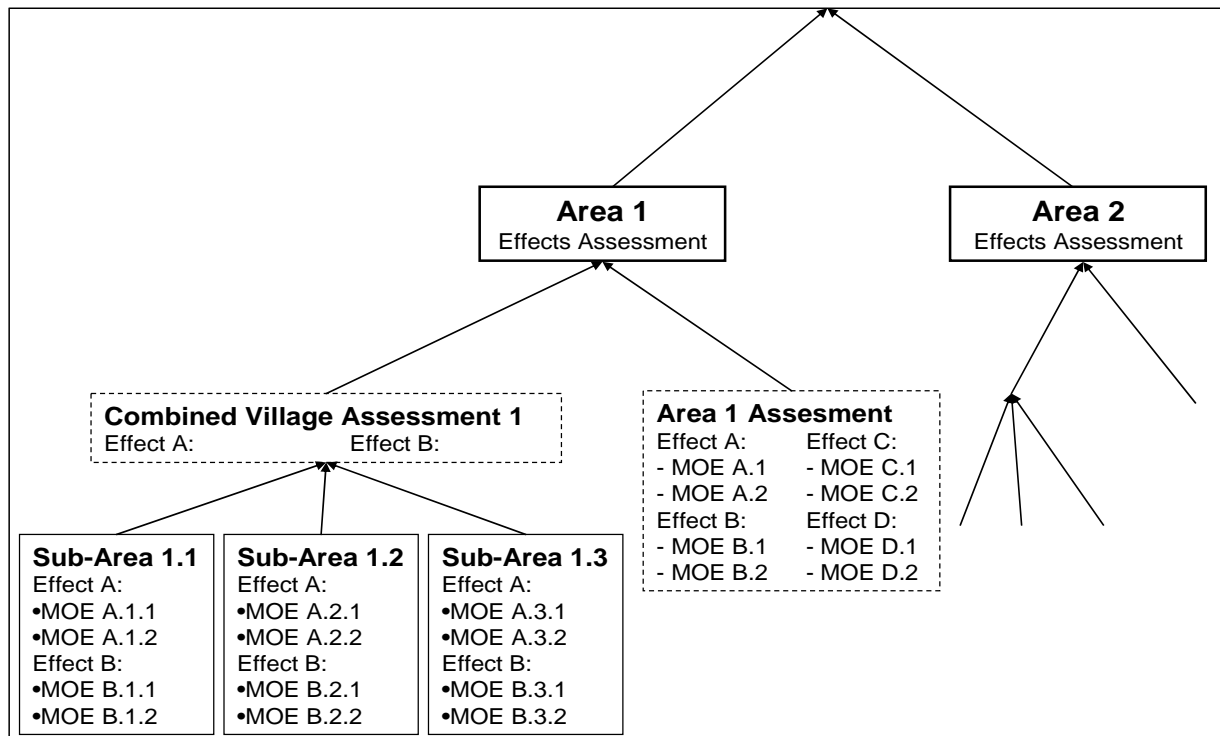 Area 1
Effects Assessment
Area 2
Effects Assessment
Combined Village Assessment 1
Effect A: Effect B:
Area 1 Assesment
Effect A: Effect C:
- MOE A.1 - MOE C.1
- MOE A.2 - MOE C.2
Effect B: Effect D:
- MOE B.1 - MOE D.1
- MOE B.2 - MOE D.2
Sub-Area 1.1
Effect A:
•MOE A.1.1
•MOE A.1.2
Effect B:
•MOE B.1.1
•MOE B.1.2
Sub-Area 1.2
Effect A:
•MOE A.2.1
•MOE A.2.2
Effect B:
•MOE B.2.1
•MOE B.2.2
Sub-Area 1.3
Effect A:
•MOE A.3.1
•MOE A.3.2
Effect B:
•MOE B.3.1
•MOE B.3.2